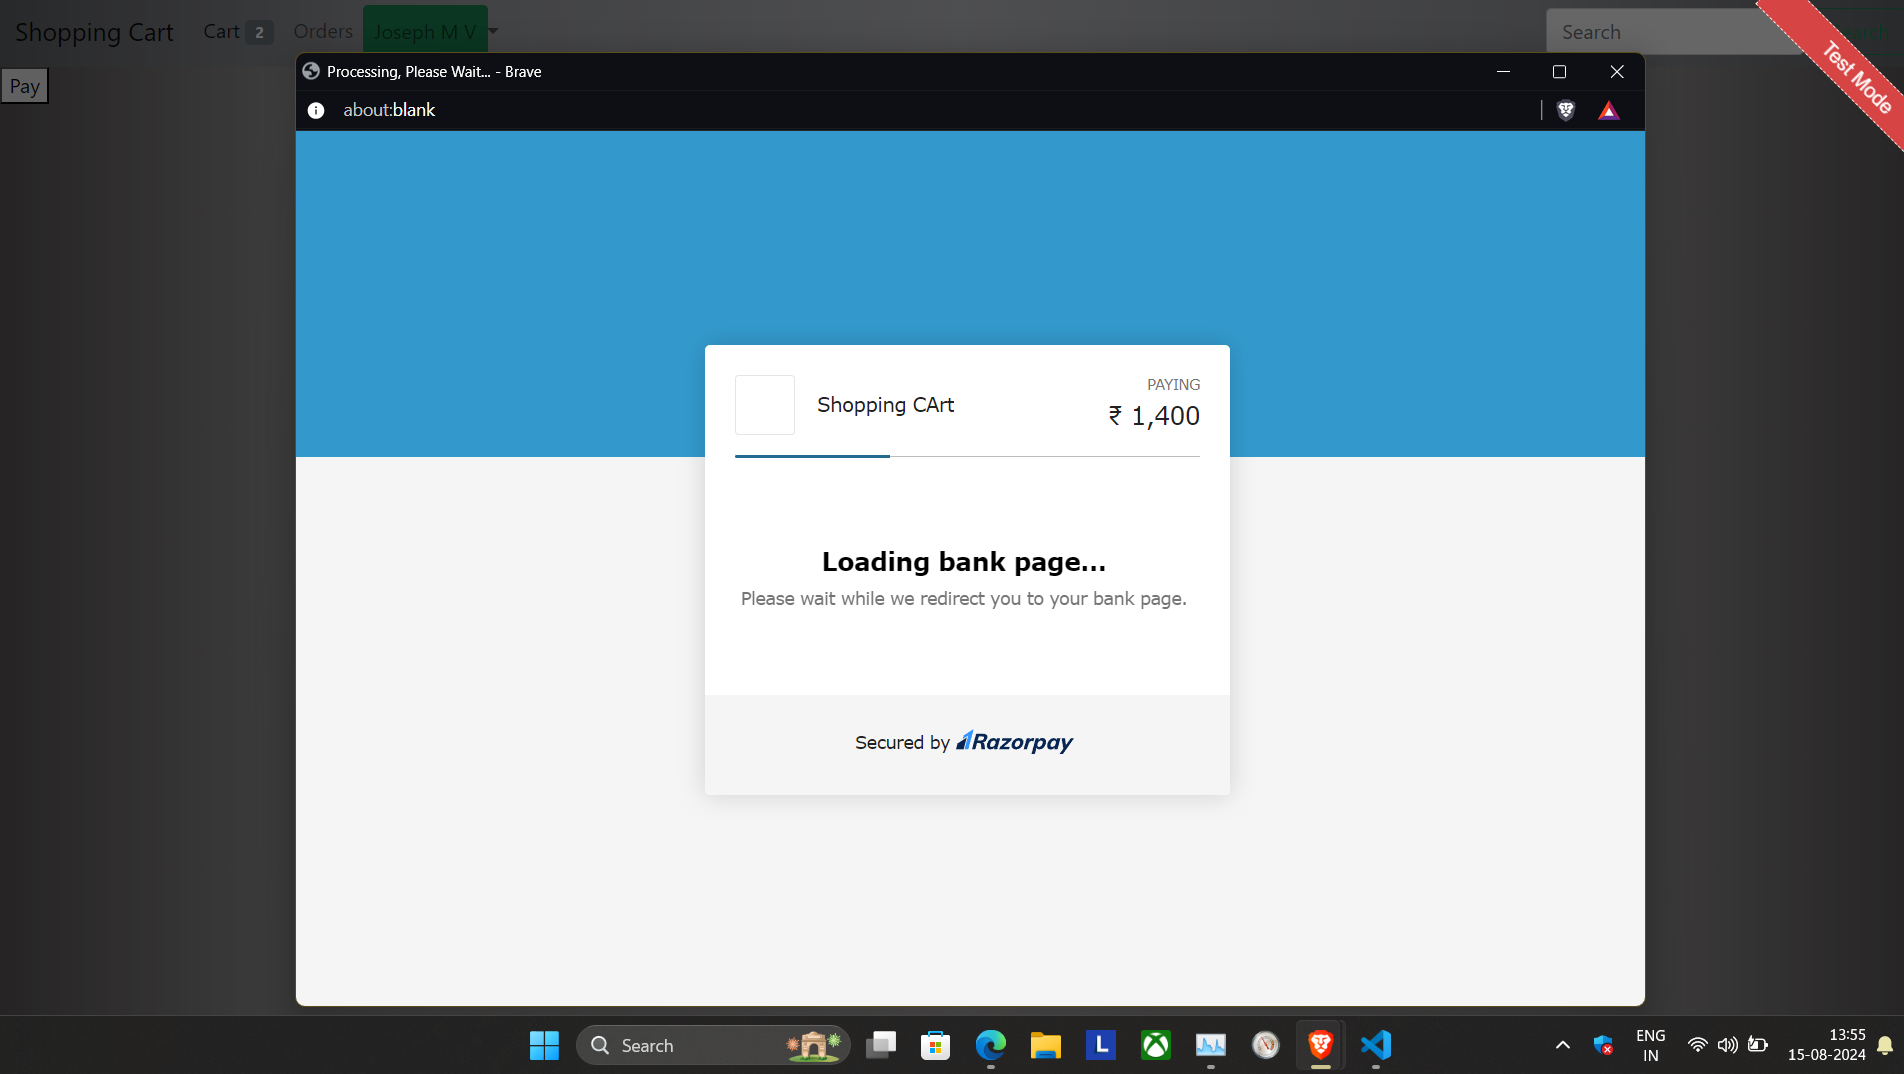 Shopping Cart Cart 2 Orders Joseph M V Search
Test Mode
Pay
Processing, Please Wait... - Brave
about:blank
Shopping CArt
PAYING
₹ 1,400
Loading bank page...
Please wait while we redirect you to your bank page.
Secured by Razorpay
Search
L
ENG
IN
13:55
15-08-2024